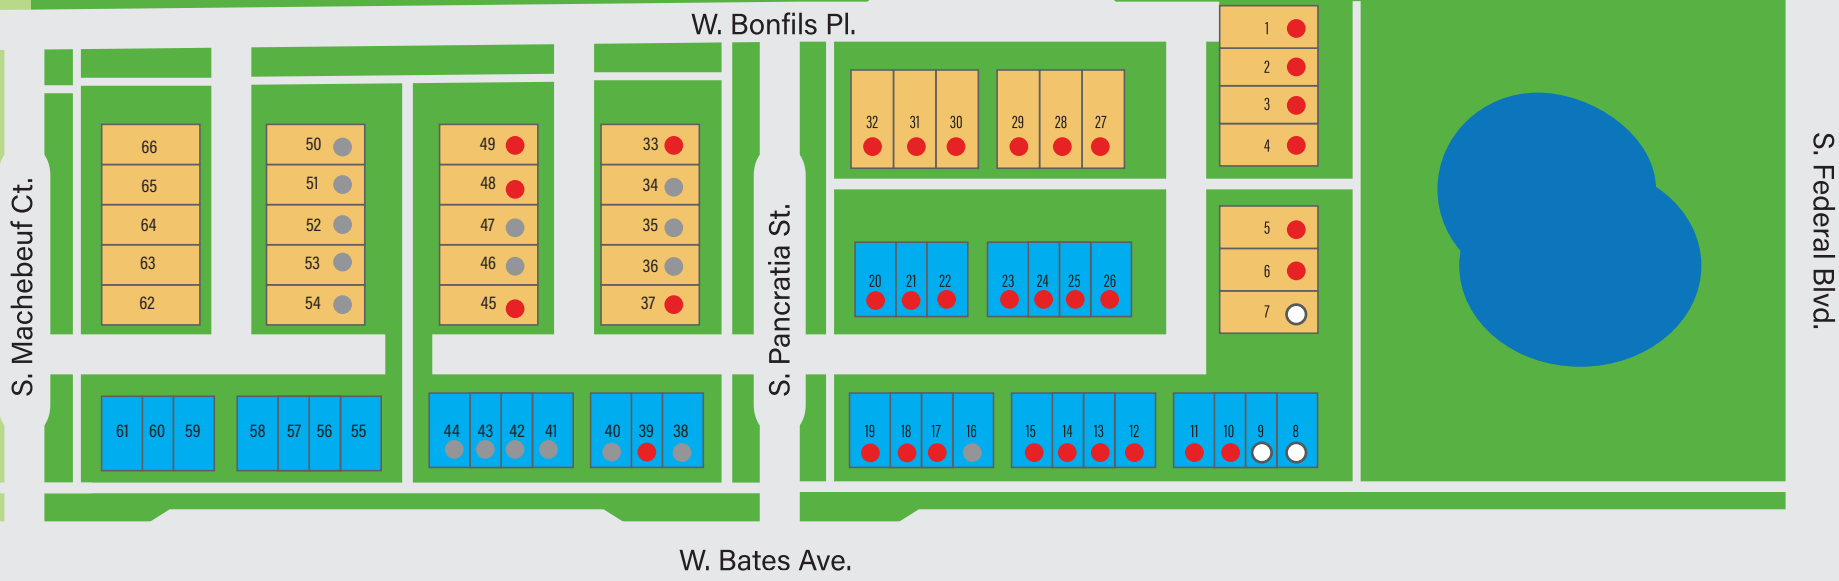 W. Bonfils Pl.
1
2
3
4
32 31 30 29 28 27
66 50 49 33
65 51 48 34
64 52 47 35
63 53 46 36
62 54 45 37
5
6
7
20 21 22 23 24 25 26
S. Machebeuf Ct.
S. Pancratia St.
S. Federal Blvd.
61 60 59 58 57 56 55 44 43 42 41 40 39 38 19 18 17 16 15 14 13 12 11 10 9 8
W. Bates Ave.